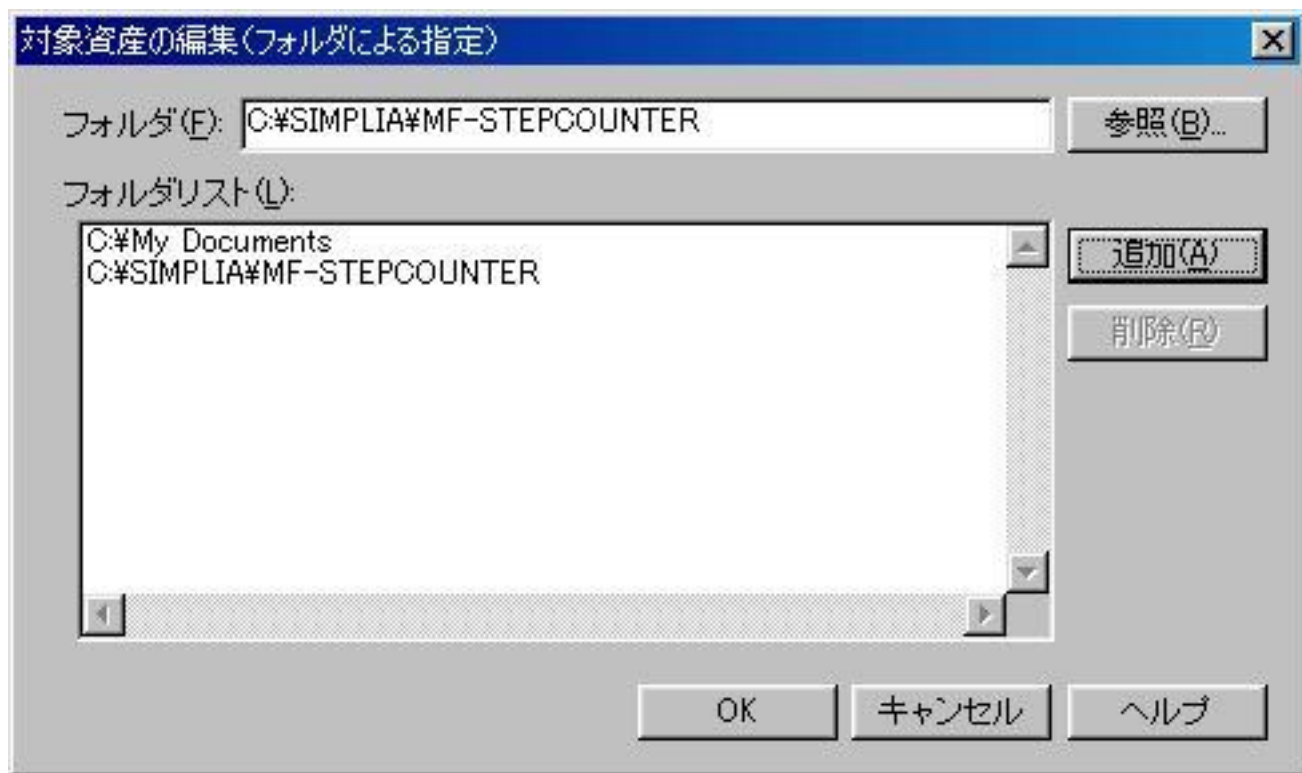 対象資産の編集(フォルダによる指定)
フォルダ(F): C:¥SIMPLIA¥MF-STEPCOUNTER 参照(B)...
フォルダリスト(L):
C:¥My Documents
C:¥SIMPLIA¥MF-STEPCOUNTER
追加(A)
削除(R)
OK キャンセル ヘルプ